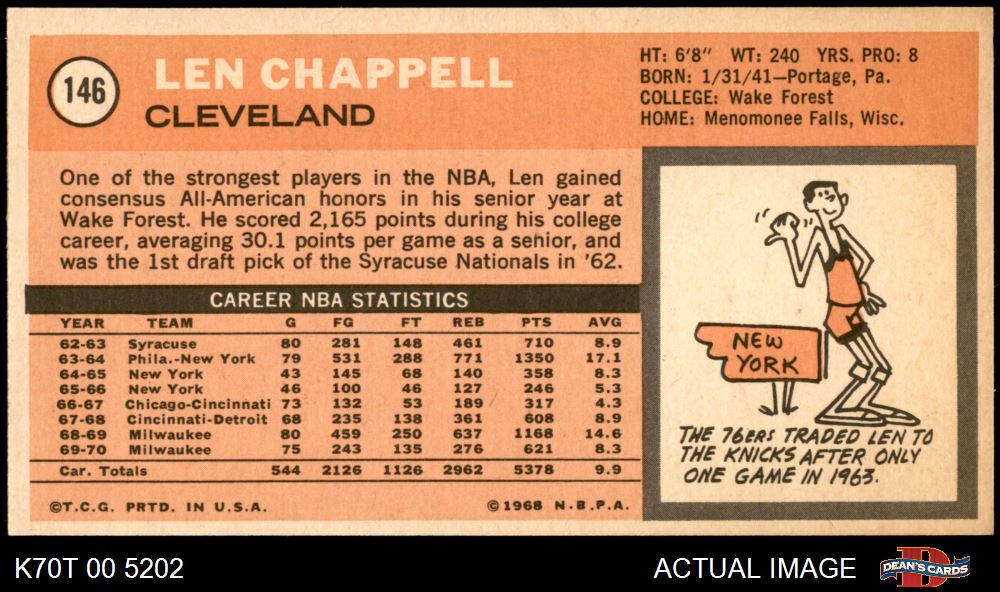 146
LEN CHAPPELL
CLEVELAND
HT: 6'8" WT: 240 YRS. PRO: 8
BORN: 1/31/41—Portage, Pa.
COLLEGE: Wake Forest
HOME: Menomonee Falls, Wisc.
One of the strongest players in the NBA, Len gained
consensus All-American honors in his senior year at
Wake Forest. He scored 2,165 points during his college
career, averaging 30.1 points per game as a senior, and
was the 1st draft pick of the Syracuse Nationals in '62.
CAREER NBA STATISTICS
YEAR TEAM G FG FT REB PTS AVG
62-63 Syracuse 80 281 148 461 710 8.9
63-64 Phila.-New York 79 531 288 771 1350 17.1
64-65 New York 43 145 68 140 358 8.3
65-66 New York 46 100 46 127 246 5.3
66-67 Chicago-Cincinnati 73 132 53 189 317 4.3
67-68 Cincinnati-Detroit 68 235 138 361 608 8.9
68-69 Milwaukee 80 459 250 637 1168 14.6
69-70 Milwaukee 75 243 135 276 621 8.3
Car. Totals 544 2126 1126 2962 5378 9.9
©T.C.G. PRTD. IN U.S.A. ©1968 N.B.P.A.
NEW
YORK
THE 76ERS TRADED LEN TO
THE KNICKS AFTER ONLY
ONE GAME IN 1963.
K70T 00 5202
ACTUAL IMAGE
D
DEAN'S CARDS